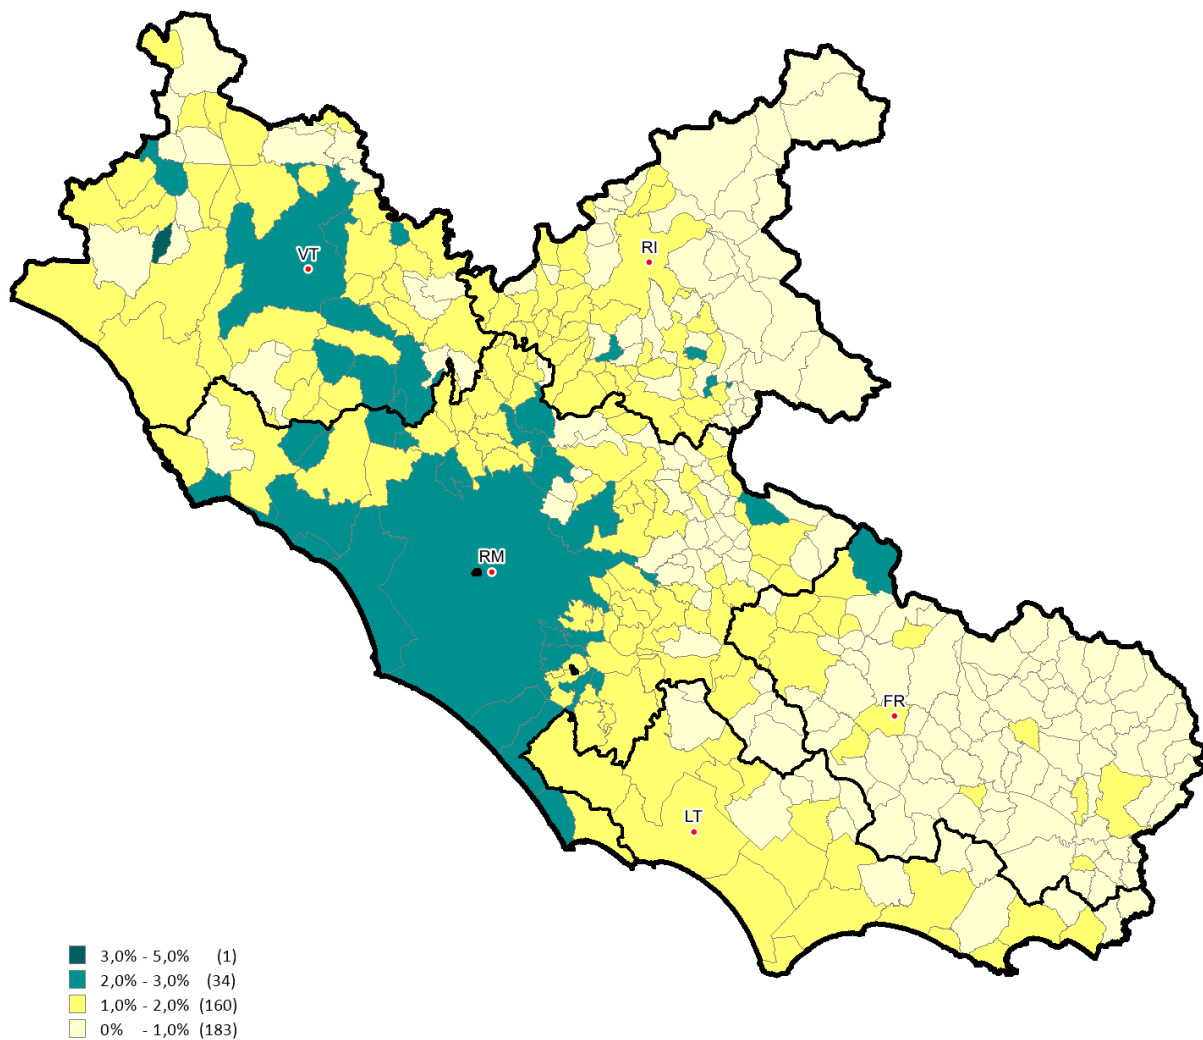 VT
RI
RM
FR
LT
3,0% - 5,0% (1)
2,0% - 3,0% (34)
1,0% - 2,0% (160)
0% - 1,0% (183)